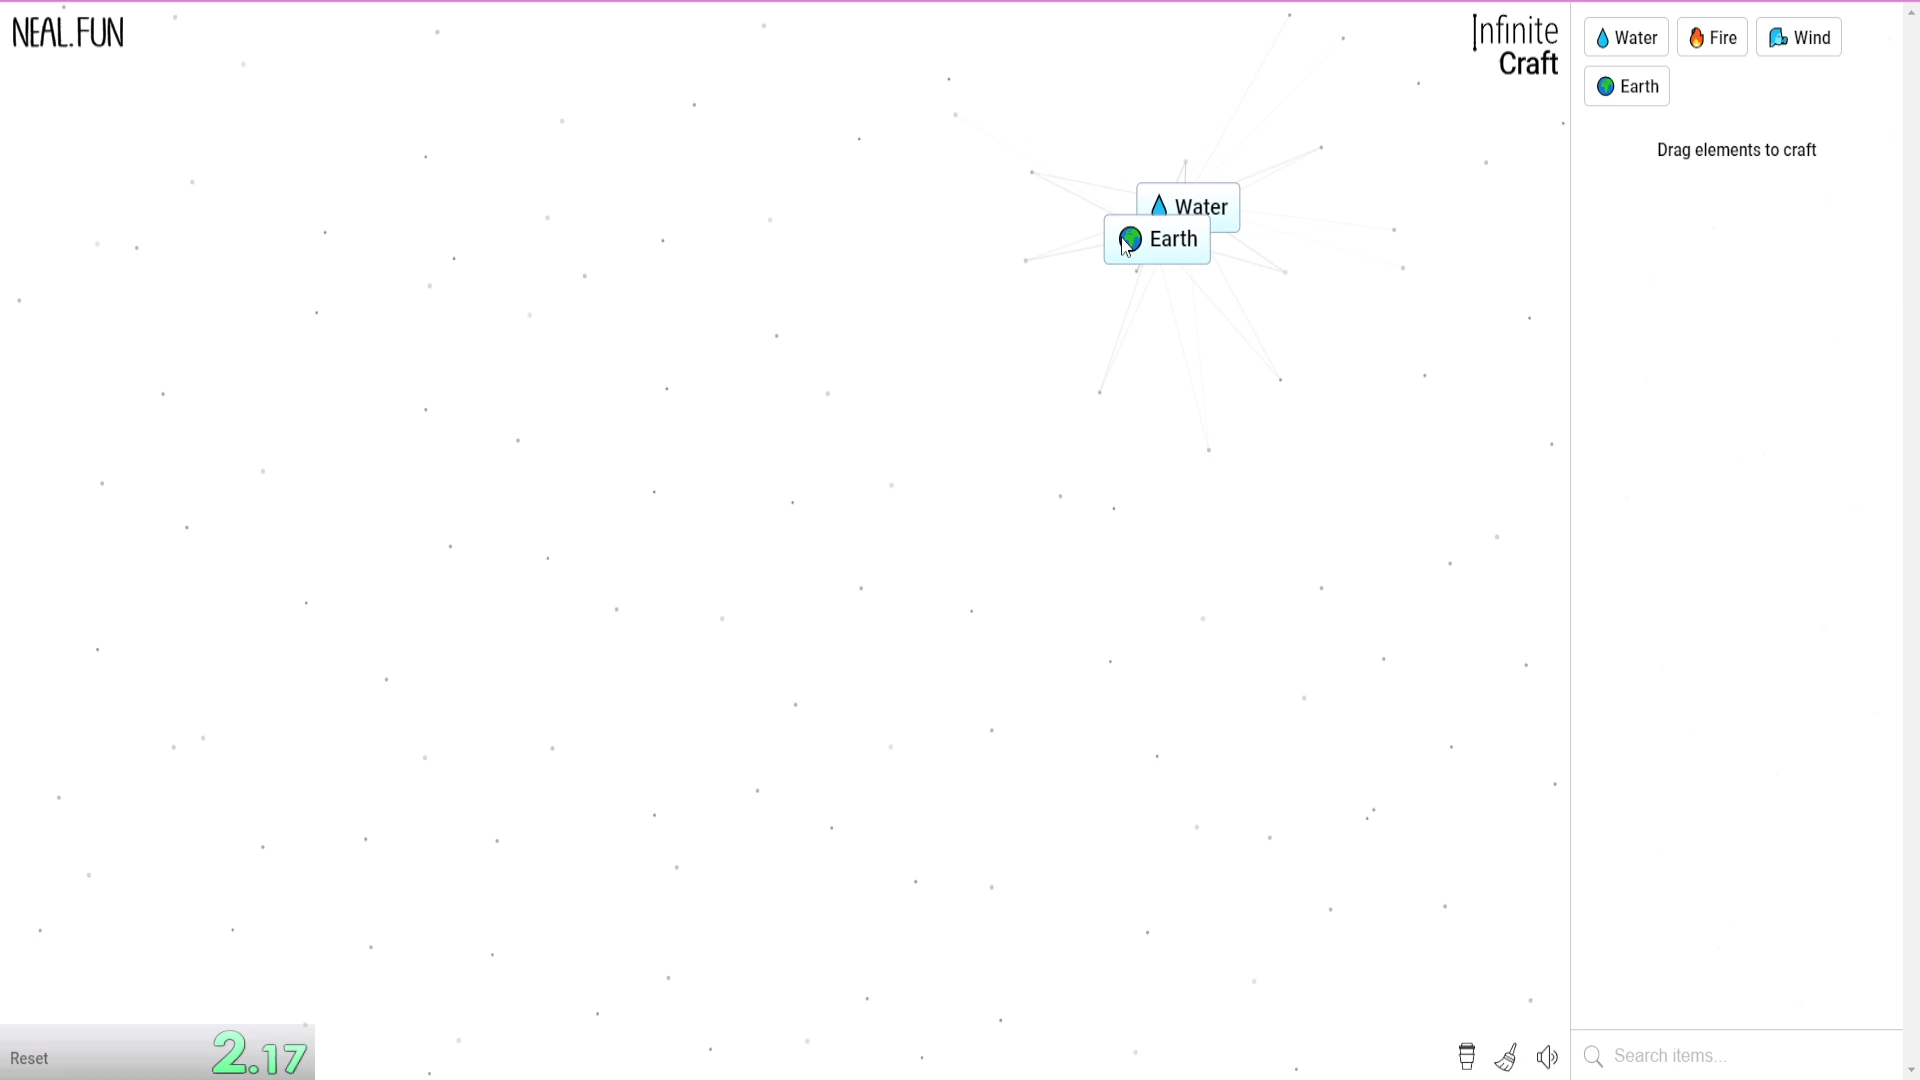 NEAL.FUN
Infinite
Craft
Water
Fire
Wind
Earth
Drag elements to craft
Water
Earth
Reset
2.17
Search items...